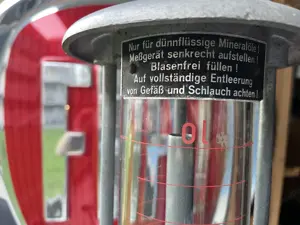 Nur für dünnflüssige Mineralöle !
Meßgerät senkrecht aufstellen !
Blasenfrei füllen !
Auf vollständige Entleerung
von Gefäß und Schlauch achten !